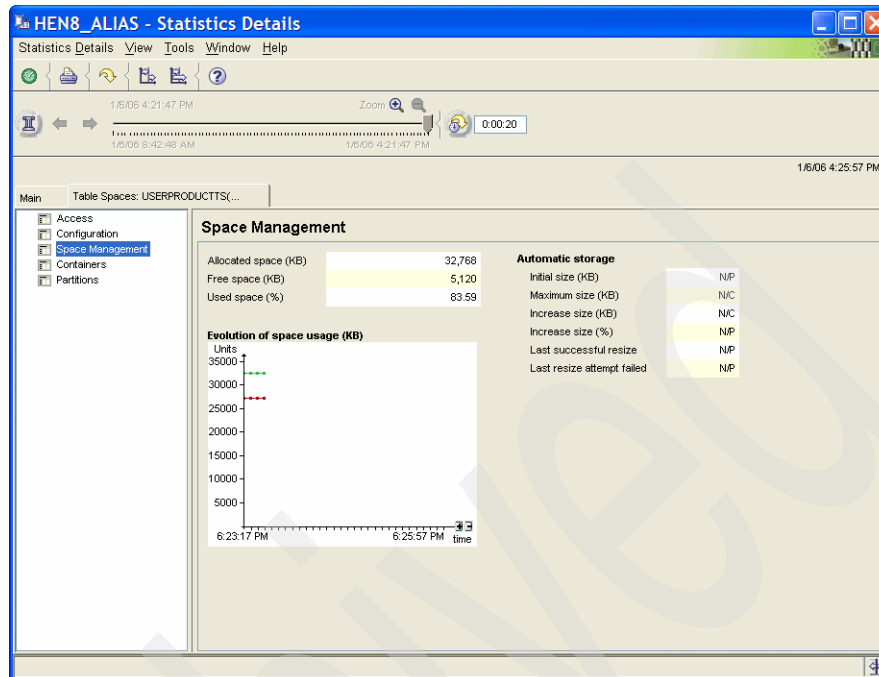 HEN8_ALIAS - Statistics Details
Statistics Details View Tools Window Help
1/6/06 4:21:47 PM Zoom
0:00:20
1/6/06 8:42:48 AM 1/6/06 4:21:47 PM
1/6/06 4:25:57 PM
Main Table Spaces: USERPRODUCTTS(...
Access
Configuration
Space Management
Containers
Partitions
Space Management
Allocated space (KB) 32,768
Free space (KB) 5,120
Used space (%) 83.59
Automatic storage
Initial size (KB) N/P
Maximum size (KB) N/C
Increase size (KB) N/C
Increase size (%) N/P
Last successful resize N/P
Last resize attempt failed N/P
Evolution of space usage (KB)
Units
35000
30000
25000
20000
15000
10000
5000
6:23:17 PM 6:25:57 PM time